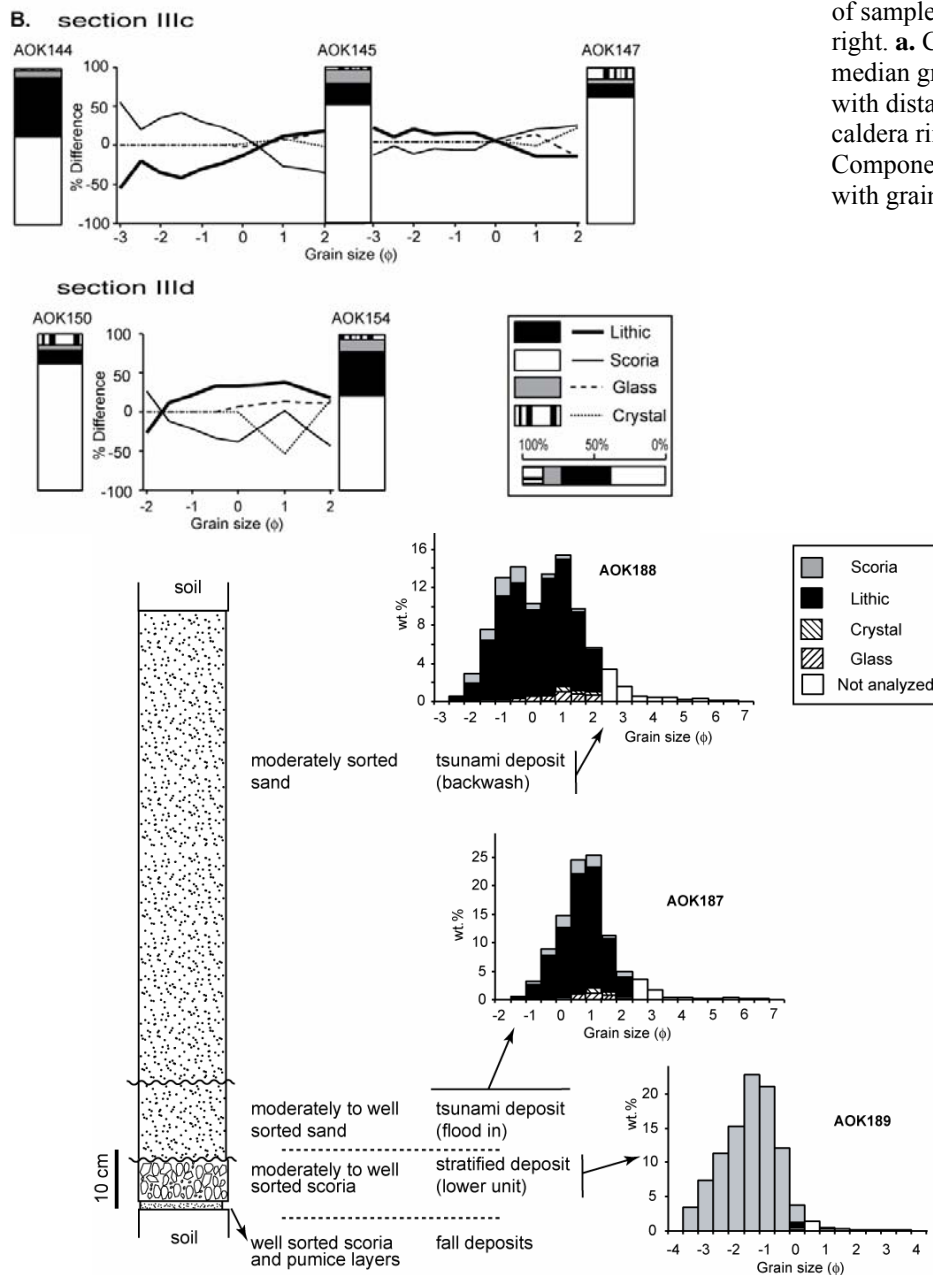 B. section IIIc
of sample
right. a. C
median gr
with dista
caldera ri
Compone
with grain
AOK144
AOK145
AOK147
100
50
0
-50
-100
% Difference
-3 -2 -1 0 1 2 -3 -2 -1 0 1 2
Grain size (ϕ)
Grain size (ϕ)
section IIId
AOK150
AOK154
100
50
0
-50
-100
% Difference
-2 -1 0 1 2
Grain size (ϕ)
Lithic
Scoria
Glass
Crystal
100% 50% 0%
soil
moderately sorted
sand
tsunami deposit
(backwash)
moderately to well
sorted sand
tsunami deposit
(flood in)
moderately to well
sorted scoria
stratified deposit
(lower unit)
10 cm
soil
well sorted scoria
and pumice layers
fall deposits
AOK188
wt.%
16
12
8
4
0
-3 -2 -1 0 1 2 3 4 5 6 7
Grain size (ϕ)
Scoria
Lithic
Crystal
Glass
Not analyzed
AOK187
wt.%
25
20
15
10
5
0
-2 -1 0 1 2 3 4 5 6 7
Grain size (ϕ)
AOK189
wt.%
20
15
10
5
0
-4 -3 -2 -1 0 1 2 3 4
Grain size (ϕ)